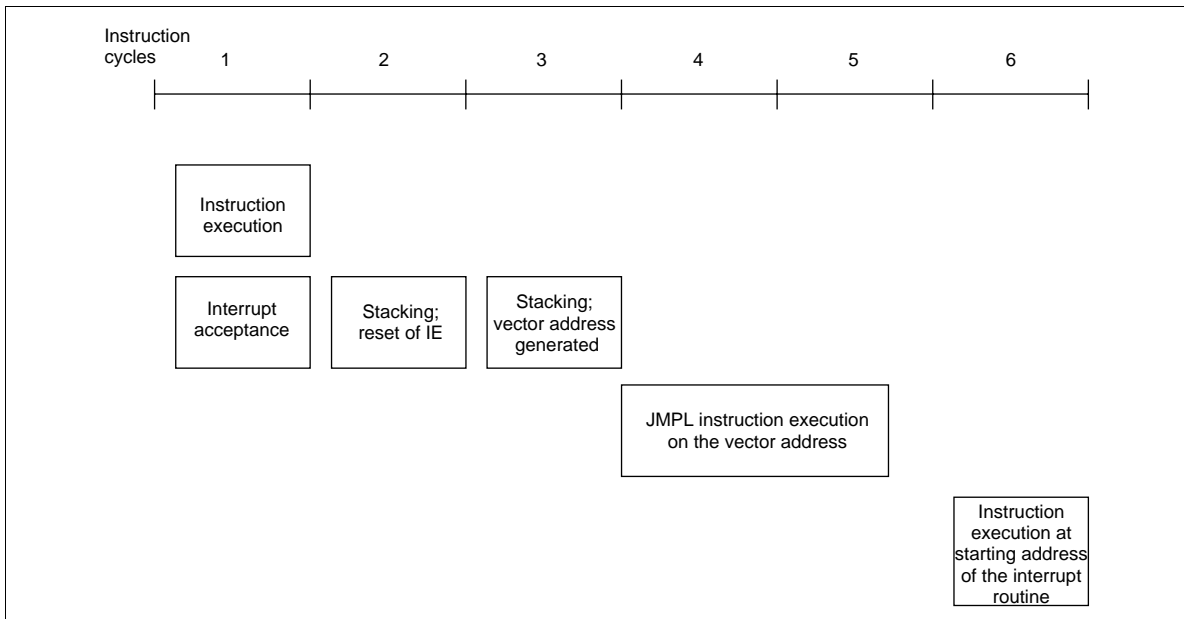 Instruction
cycles
1 2 3 4 5 6
Instruction
execution
Interrupt
acceptance
Stacking;
reset of IE
Stacking;
vector address
generated
JMPL instruction execution
on the vector address
Instruction
execution at
starting address
of the interrupt
routine